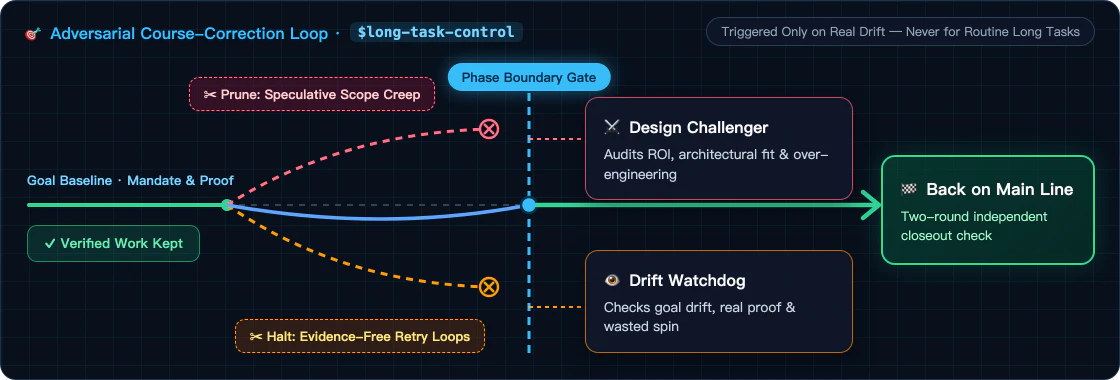 🎯 Adversarial Course-Correction Loop · $long-task-control
Triggered Only on Real Drift — Never for Routine Long Tasks
Phase Boundary Gate
✂ Prune: Speculative Scope Creep
⚔ Design Challenger
Audits ROI, architectural fit & over-
engineering
Goal Baseline · Mandate & Proof
✓ Verified Work Kept
🏁 Back on Main Line
Two-round independent
closeout check
👁 Drift Watchdog
Checks goal drift, real proof &
wasted spin
✂ Halt: Evidence-Free Retry Loops